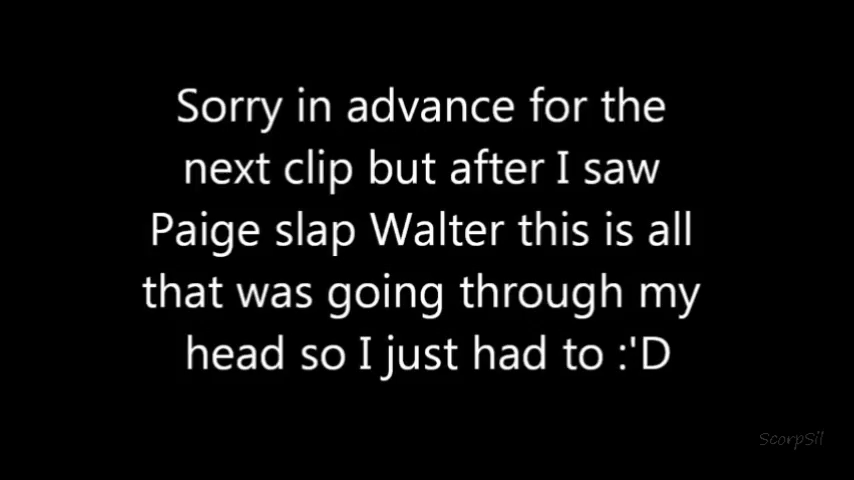 Sorry in advance for the
next clip but after I saw
Paige slap Walter this is all
that was going through my
head so I just had to :'D
ScorpSil